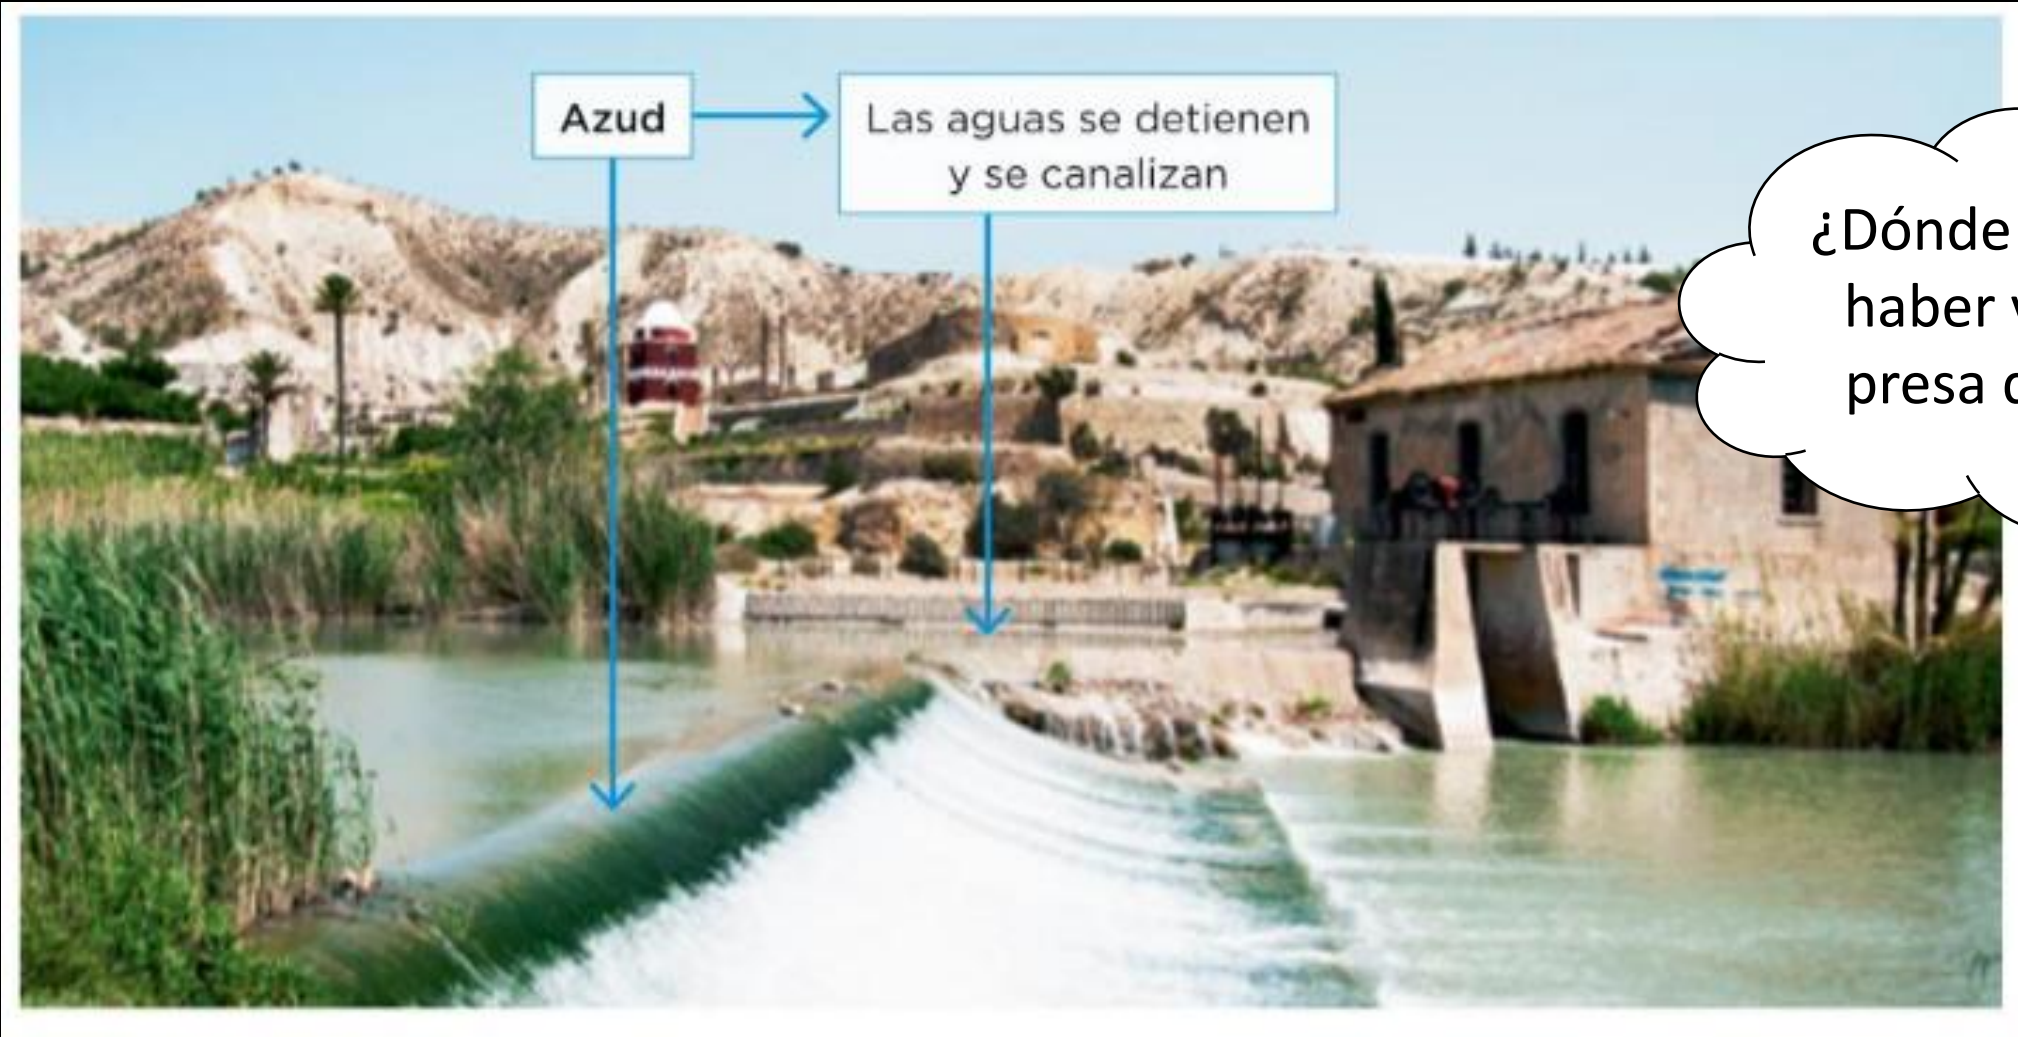 Azud
Las aguas se detienen
y se canalizan
¿Dónde
haber
presa